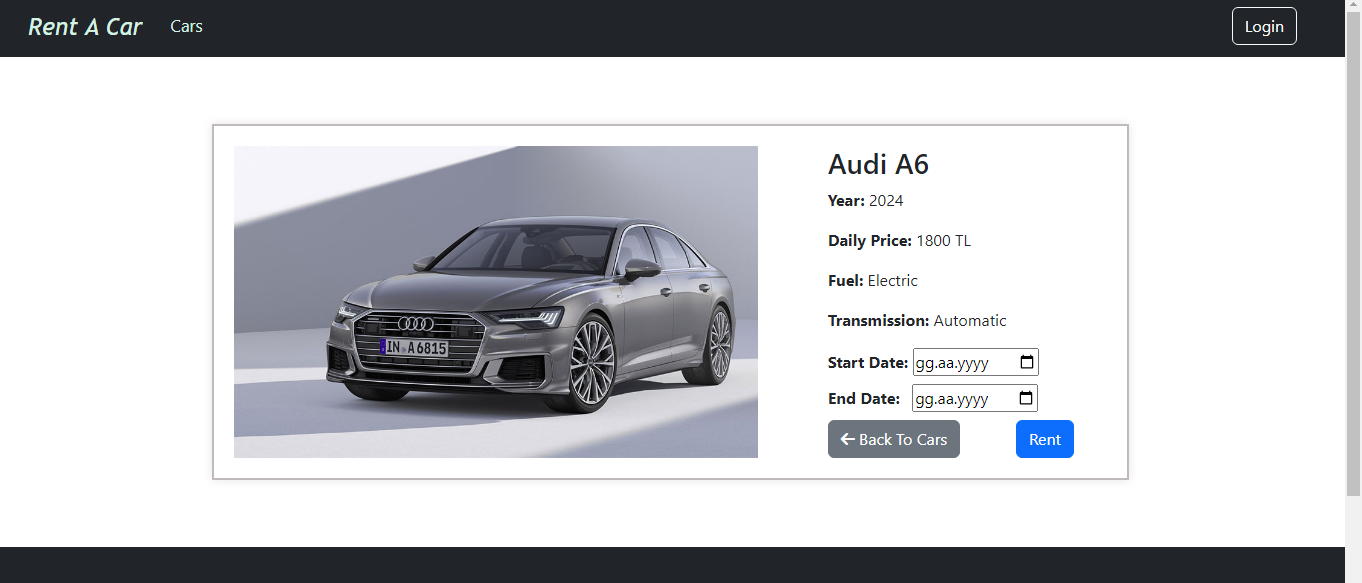 Rent A Car Cars Login
Audi A6
Year: 2024
Daily Price: 1800 TL
Fuel: Electric
Transmission: Automatic
Start Date: gg.aa.yyyy
End Date: gg.aa.yyyy
Back To Cars Rent
IN A 6815